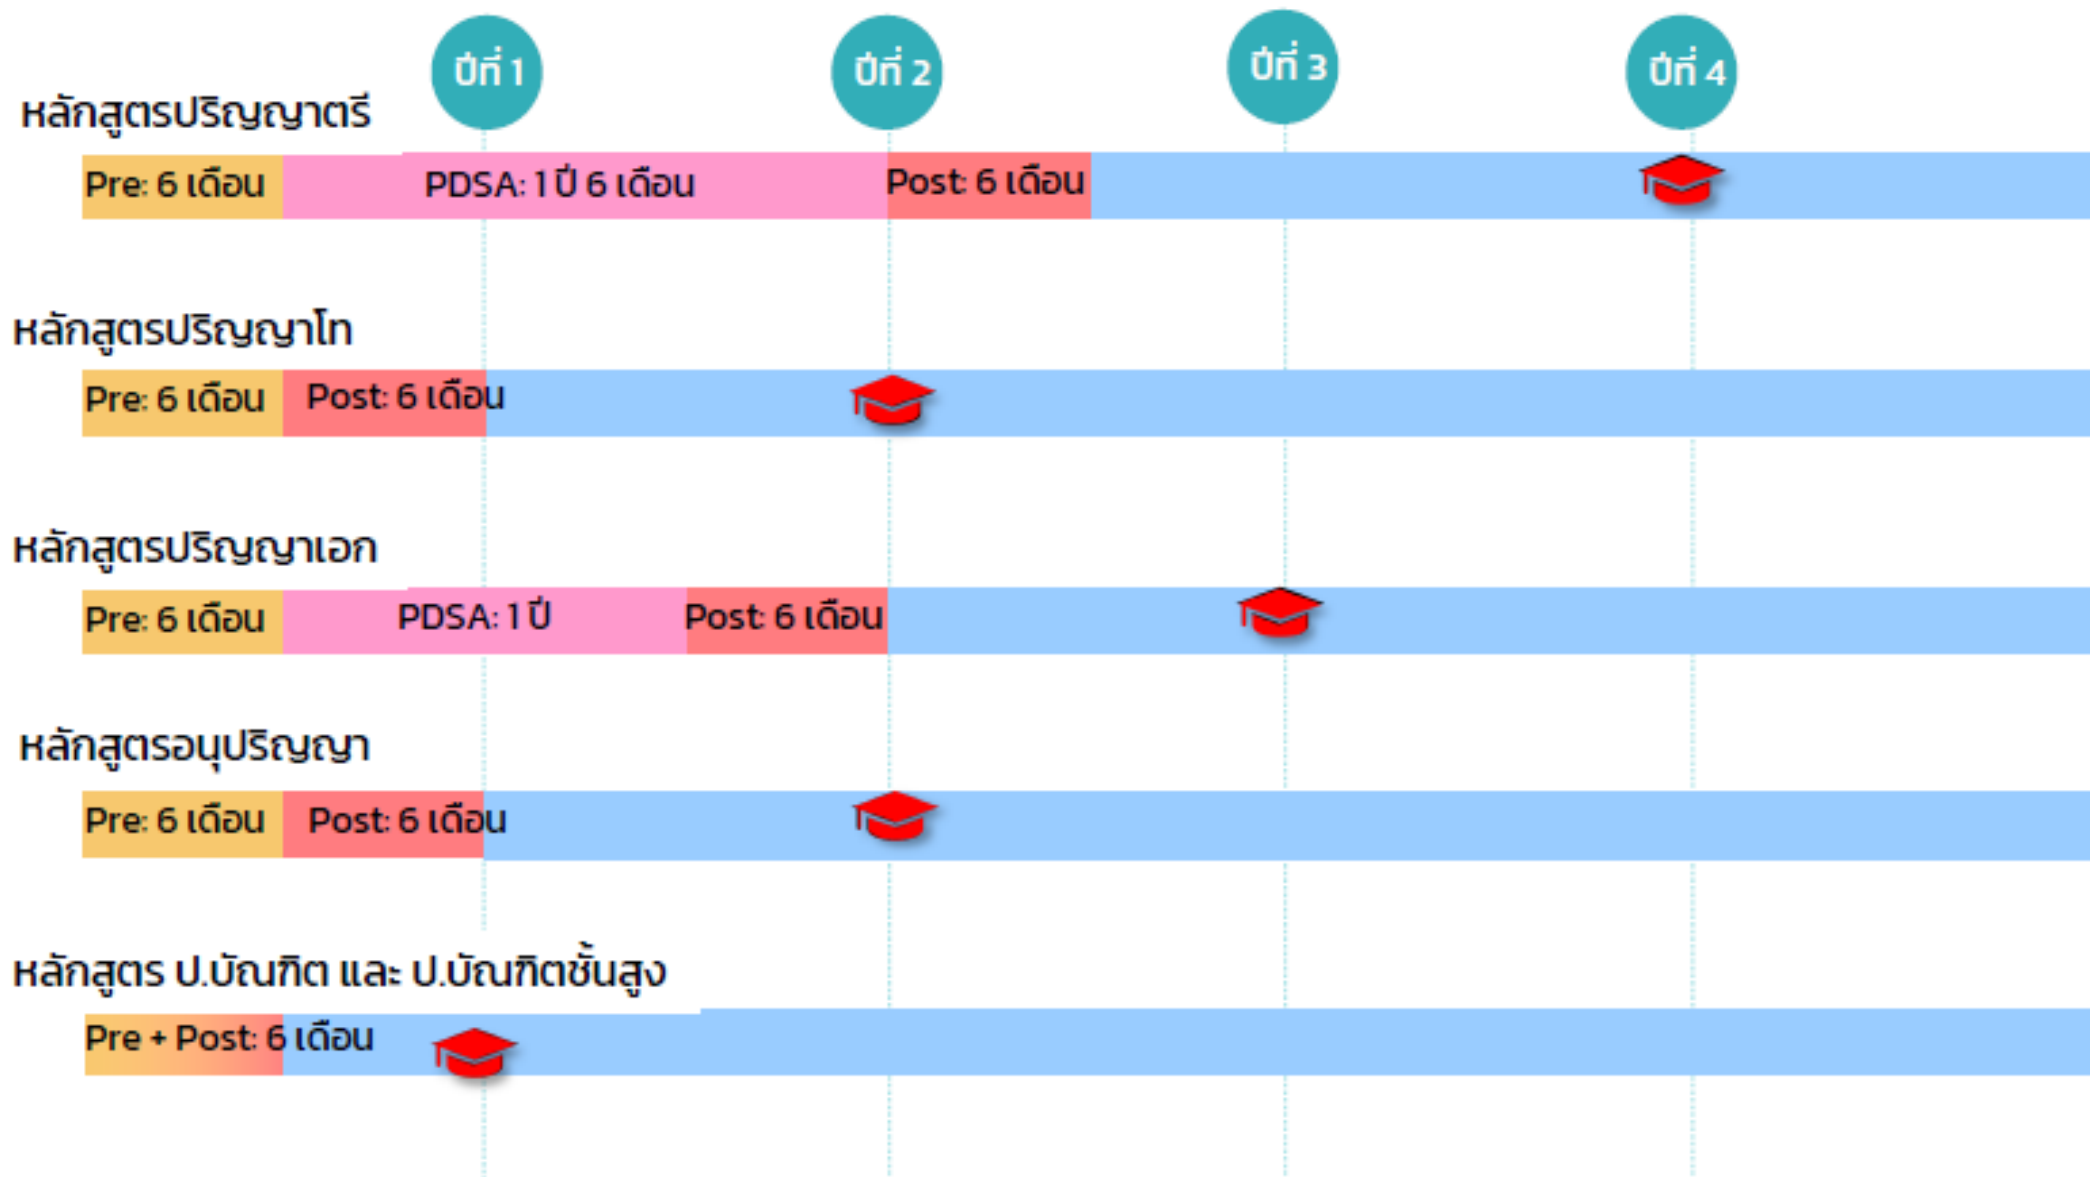 ปีที่ 1
ปีที่ 2
ปีที่ 3
ปีที่ 4
หลักสูตรปริญญาตรี
Pre: 6 เดือน
PDSA: 1 ปี 6 เดือน
Post: 6 เดือน
หลักสูตรปริญญาโท
Pre: 6 เดือน
Post: 6 เดือน
หลักสูตรปริญญาเอก
Pre: 6 เดือน
PDSA: 1 ปี
Post: 6 เดือน
หลักสูตรอนุปริญญา
Pre: 6 เดือน
Post: 6 เดือน
หลักสูตร ป.บัณฑิต และ ป.บัณฑิตชั้นสูง
Pre + Post: 6 เดือน